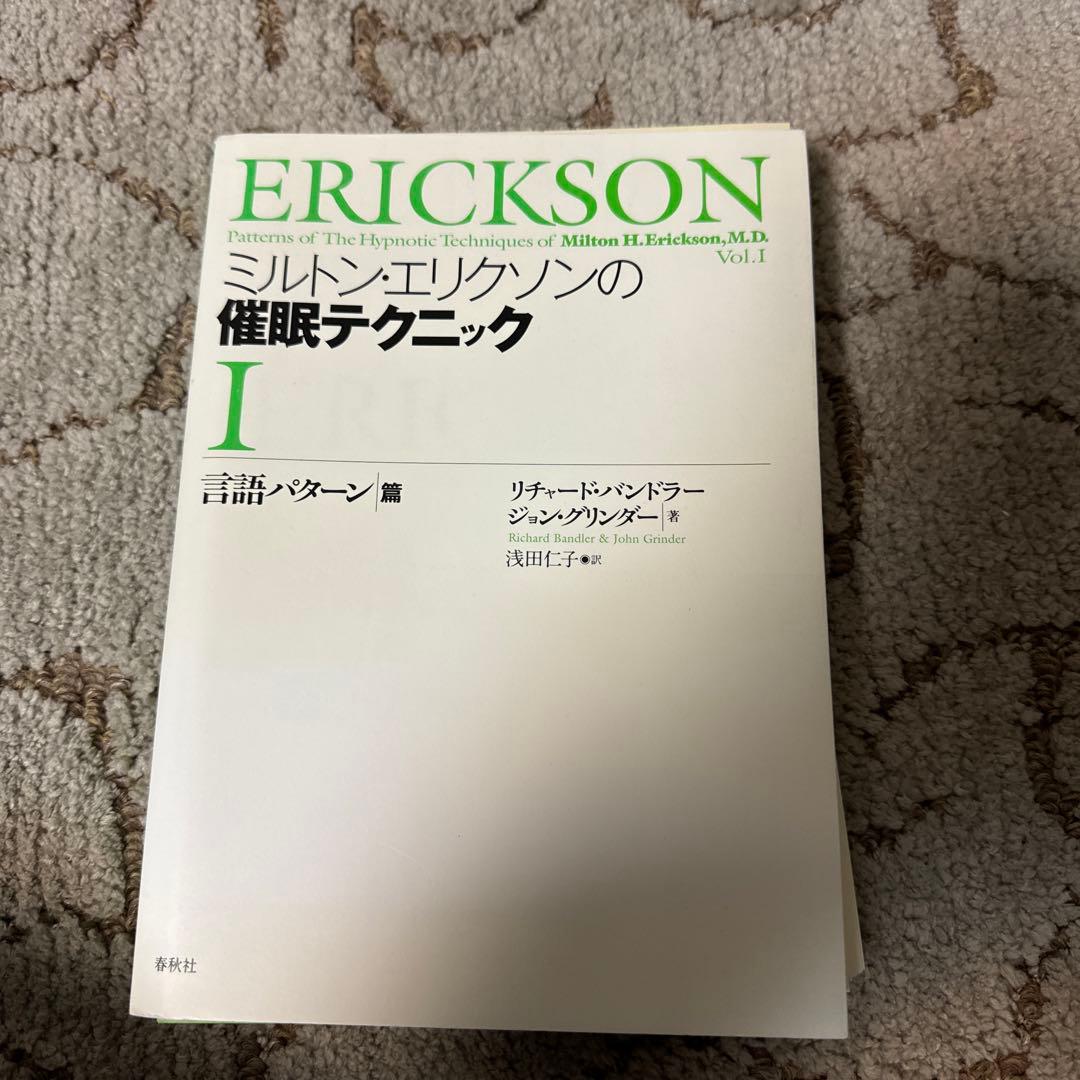 ERICKSON
Patterns of The Hypnotic Techniques of Milton H.Erickson, M.D.
Vol.I
ミルトン・エリクソンの
催眠テクニック
I
言語パターン|篇
リチャード・バンドラー
ジョン・グリンダー|著
Richard Bandler & John Grinder
浅田仁子◉訳
春秋社